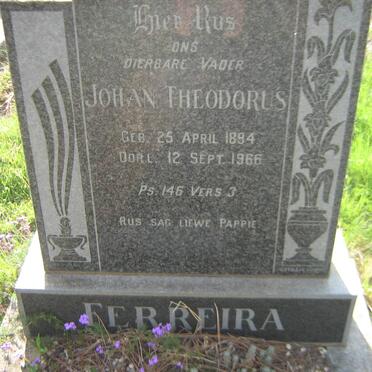 Hier Rus
ONS
DIERBARE VADER
JOHAN THEODORUS
GEB. 25 APRIL 1894
OORL. 12 SEPT. 1966
PS. 146 VERS 3
RUS SAG LIEWE PAPPIE
FERREIRA